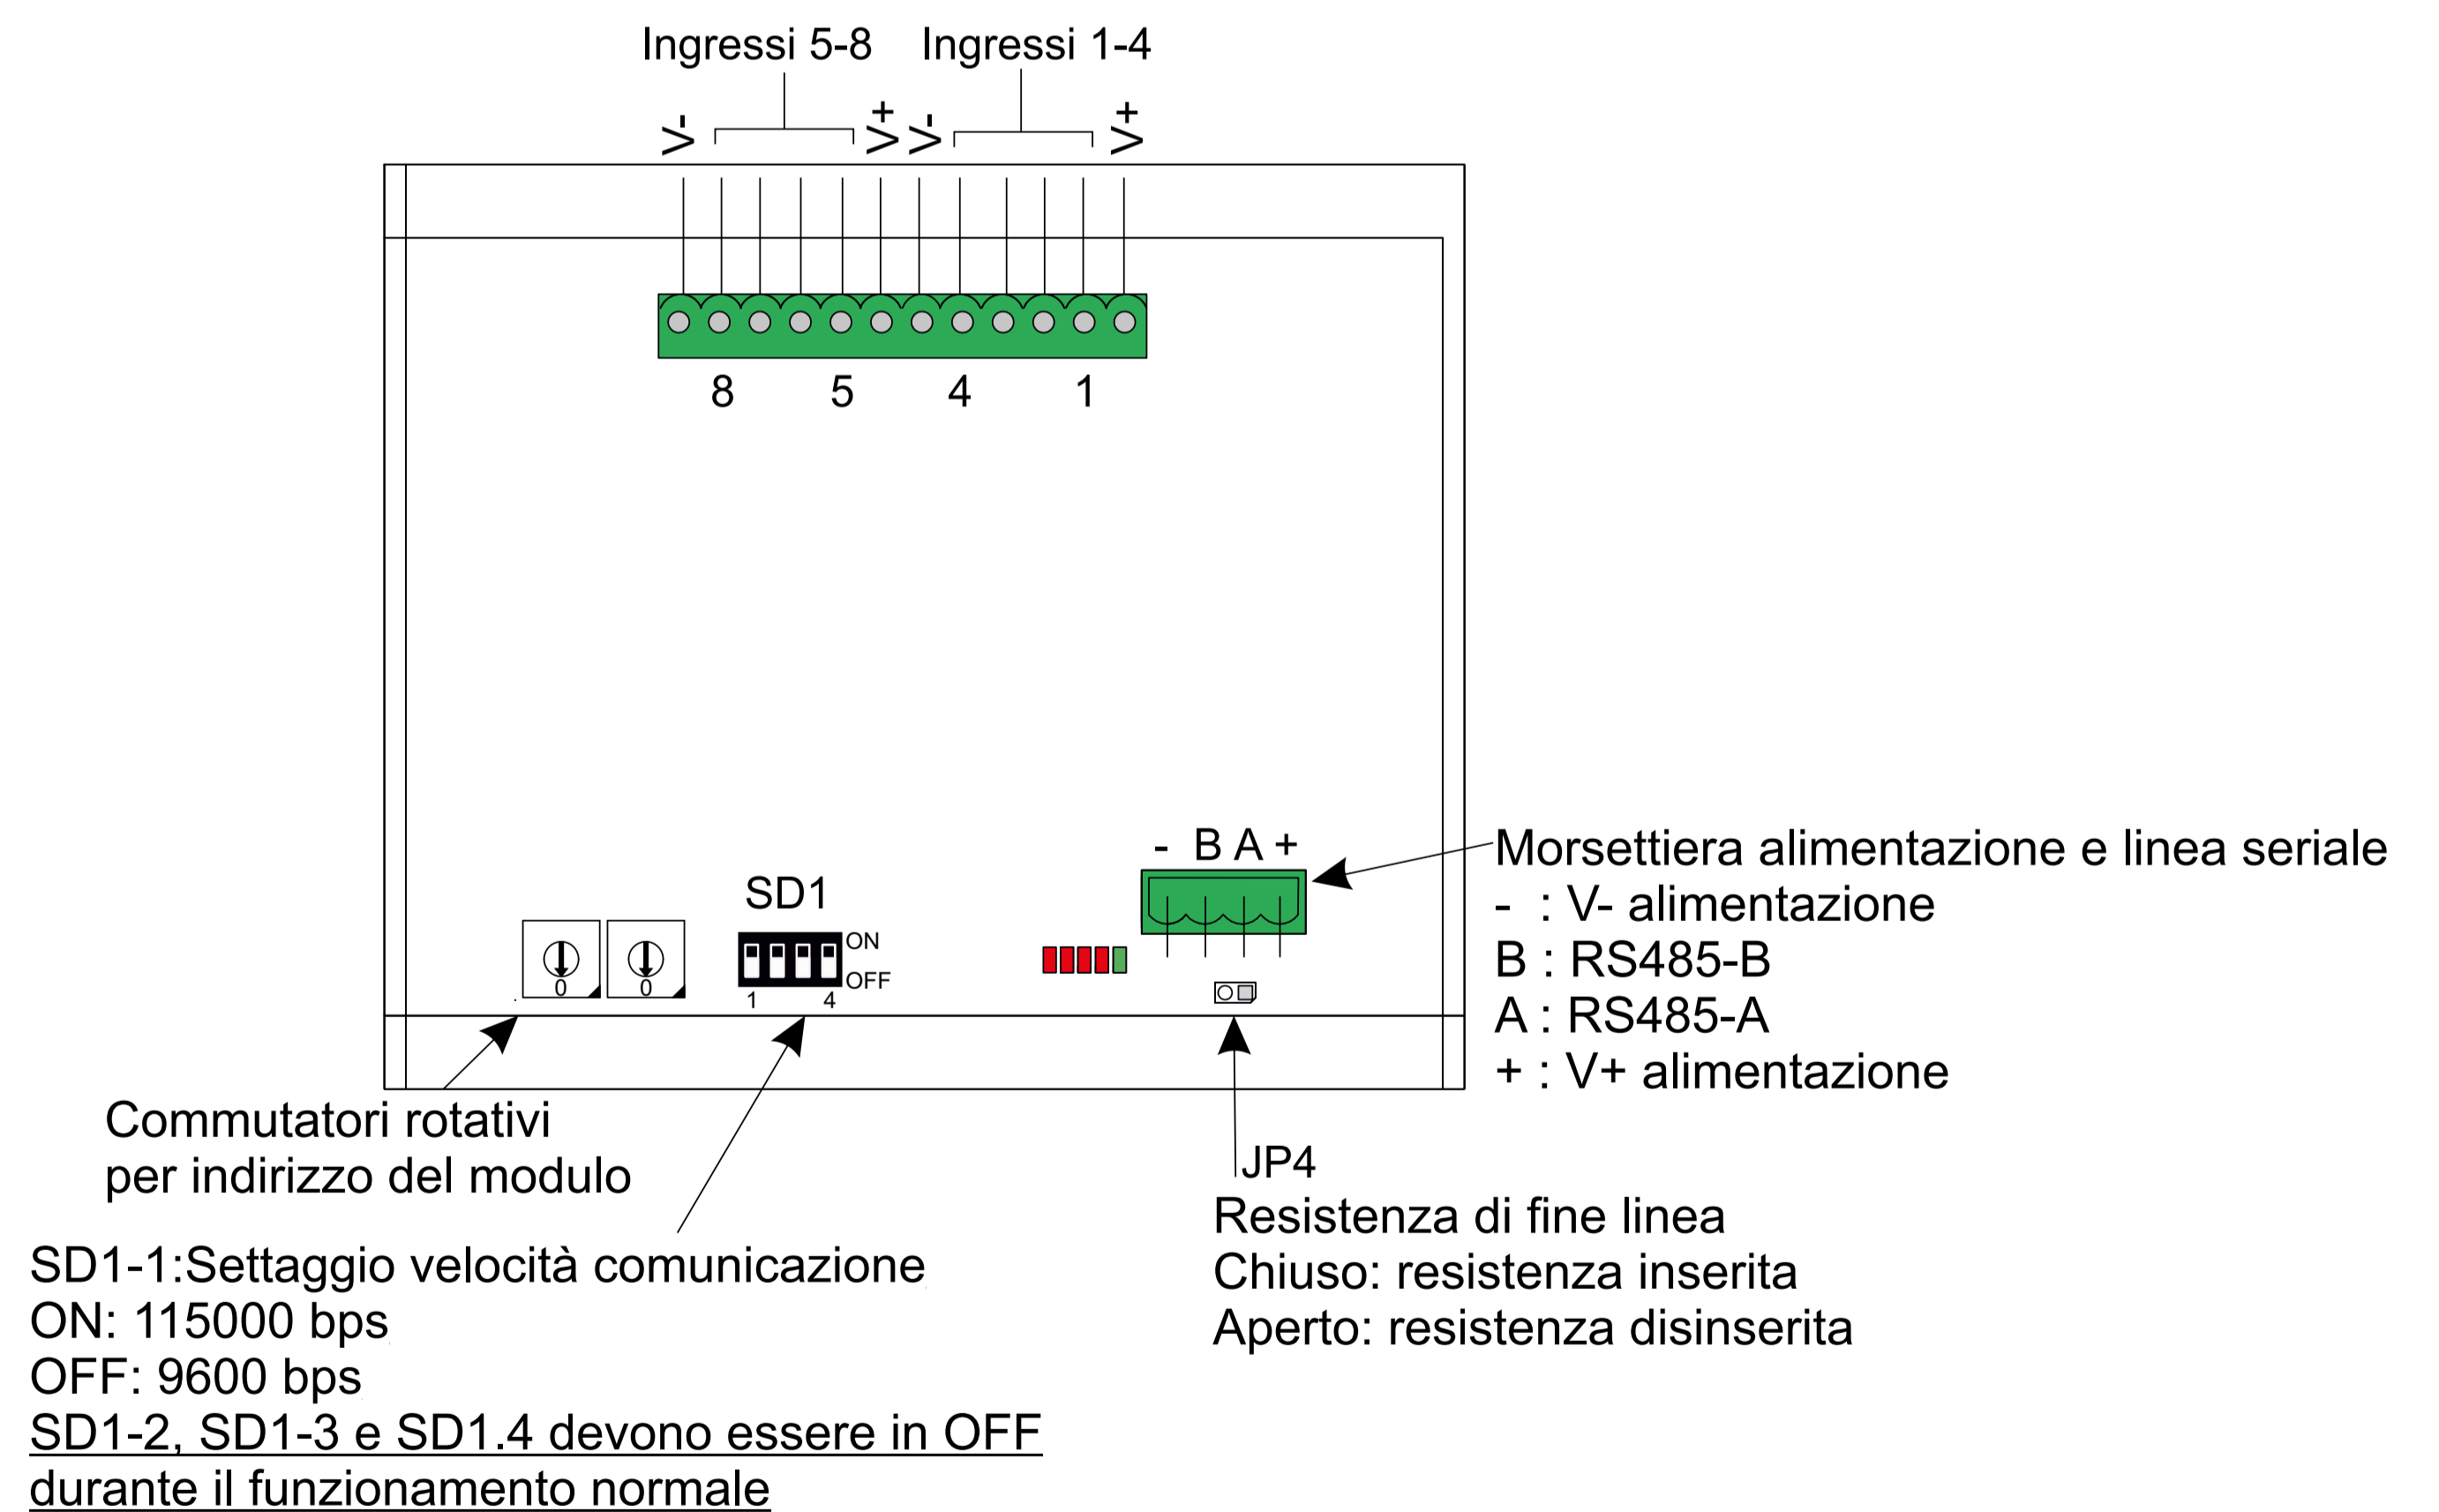 Ingressi 5-8 Ingressi 1-4
V- V+ V- V+
8 5 4 1
- B A +
SD1
ON
OFF
0 0
1 4
Morsettiera alimentazione e linea seriale
- : V- alimentazione
B : RS485-B
A : RS485-A
+ : V+ alimentazione
Commutatori rotativi
per indirizzo del modulo
JP4
Resistenza di fine linea
Chiuso: resistenza inserita
Aperto: resistenza disinserita
SD1-1:Settaggio velocità comunicazione
ON: 115000 bps
OFF: 9600 bps
SD1-2, SD1-3 e SD1.4 devono essere in OFF
durante il funzionamento normale